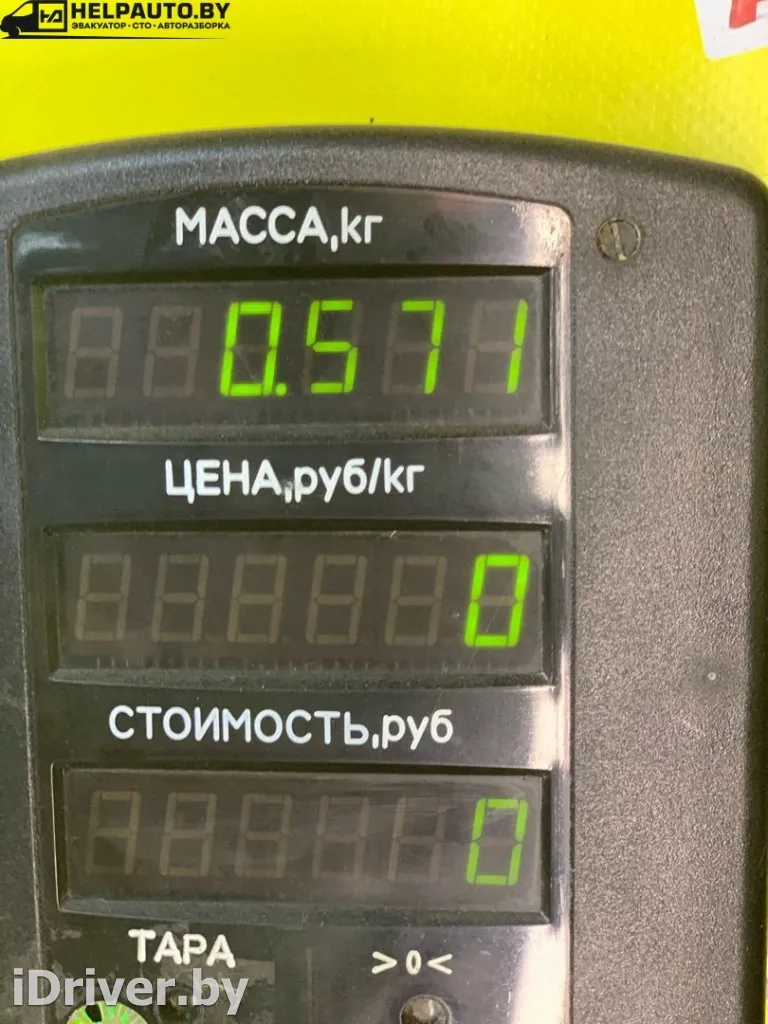 HELPAUTO.BY
ЭВАКУАТОР • СТО • АВТОРАЗБОРКА
МАССА,кг
0.571
ЦЕНА,руб/кг
0
СТОИМОСТЬ,руб
0
ТАРА >0<
iDriver.by